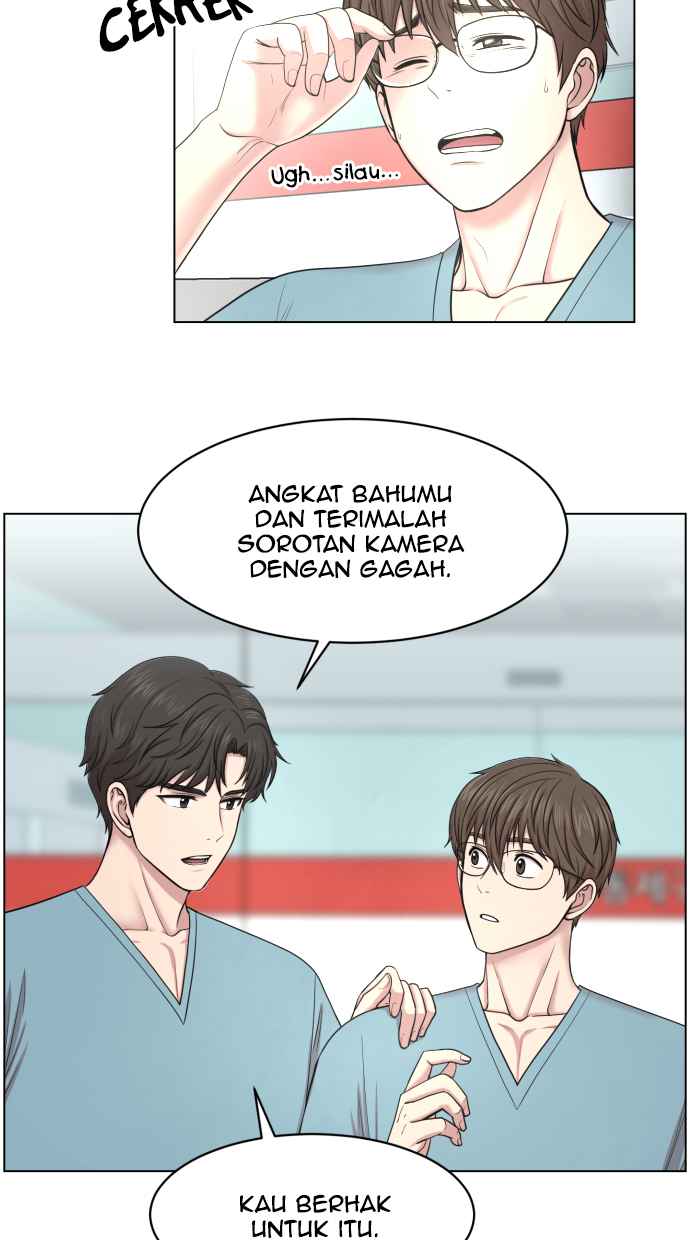 CEKREK
Ugh...silau...
ANGKAT BAHUMU
DAN TERIMALAH
SOROTAN KAMERA
DENGAN GAGAH.
KAU BERHAK
UNTUK ITU.